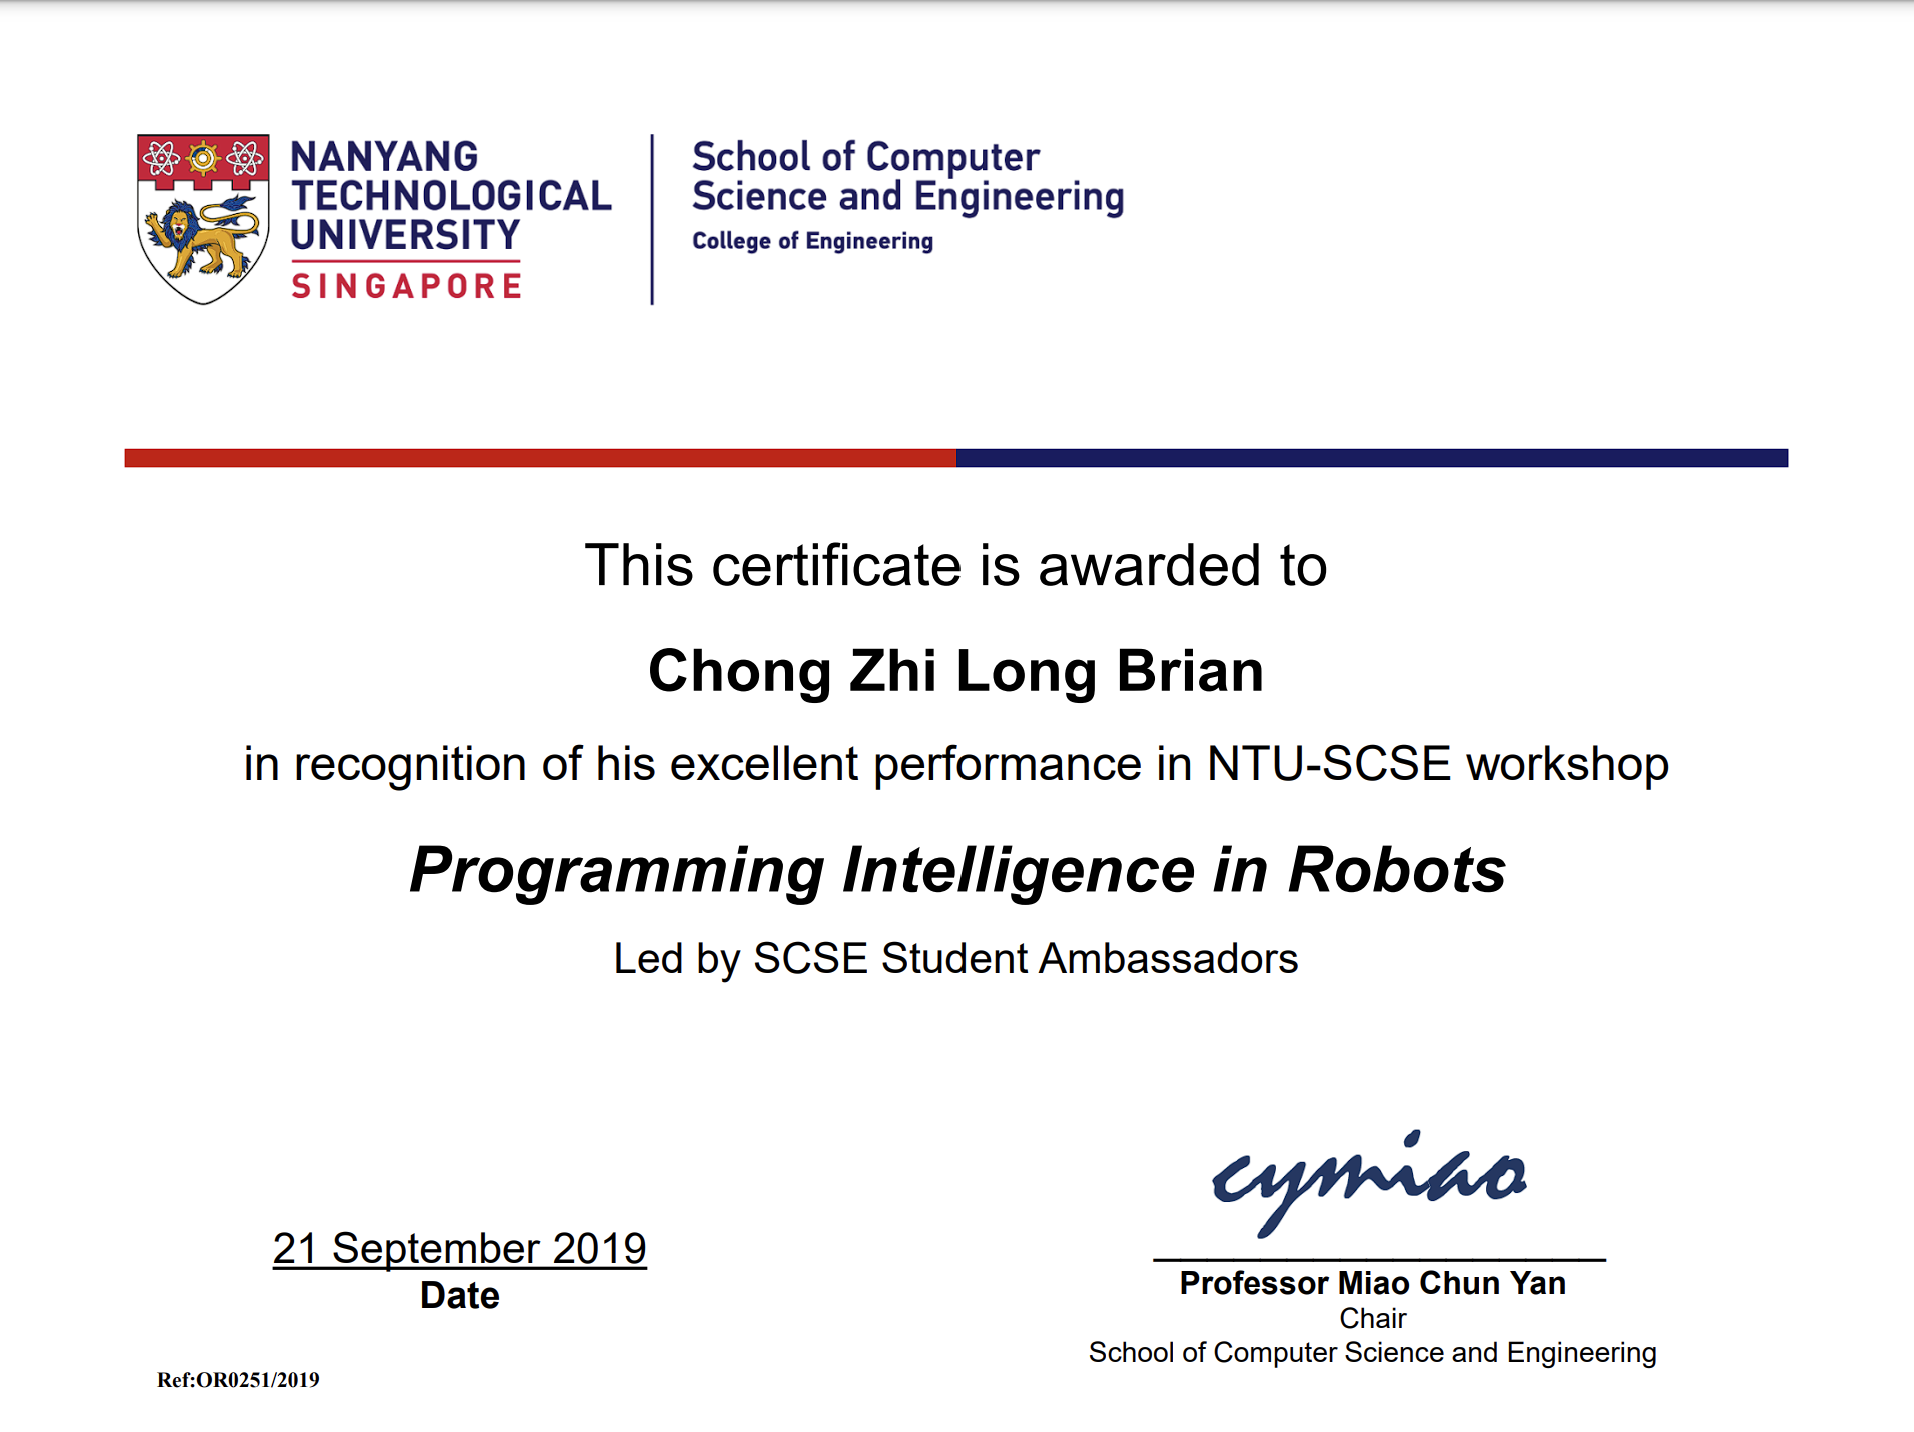 NANYANG
TECHNOLOGICAL
UNIVERSITY
SINGAPORE
School of Computer
Science and Engineering
College of Engineering
This certificate is awarded to
Chong Zhi Long Brian
in recognition of his excellent performance in NTU-SCSE workshop
Programming Intelligence in Robots
Led by SCSE Student Ambassadors
cymiao
21 September 2019
Date
Professor Miao Chun Yan
Chair
School of Computer Science and Engineering
Ref:OR0251/2019